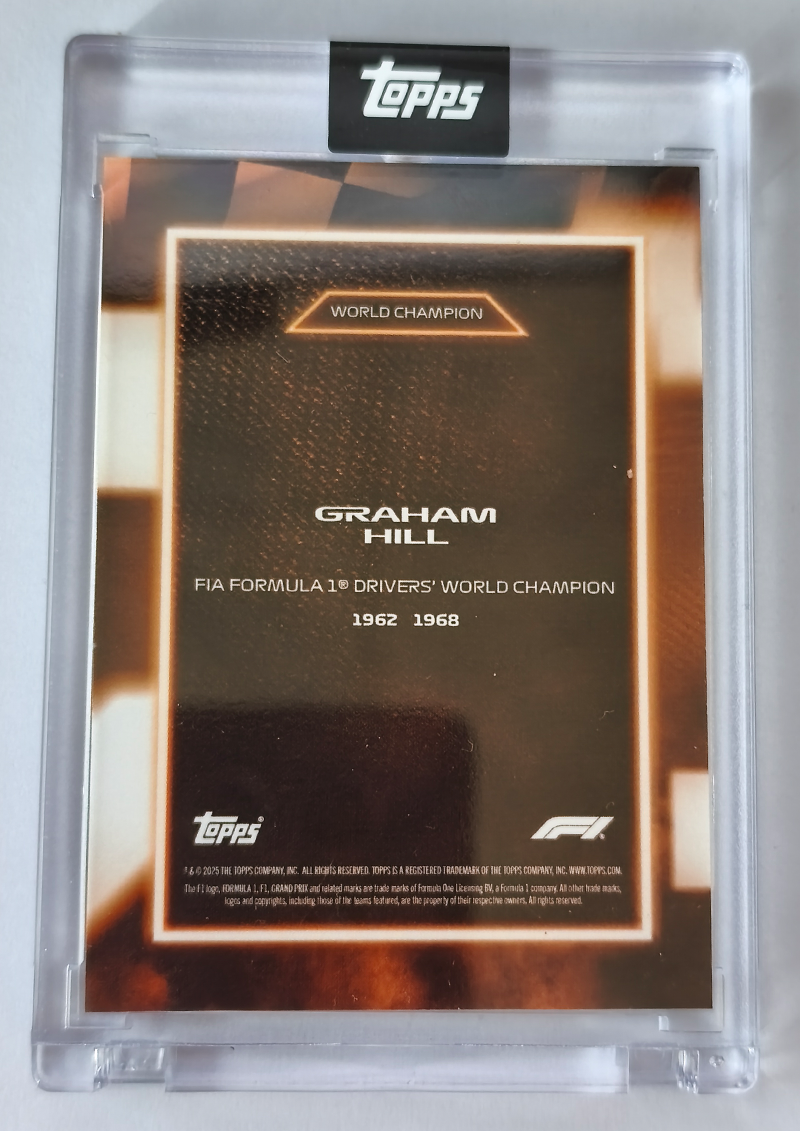 Topps
WORLD CHAMPION
GRAHAM
HILL
FIA FORMULA 1® DRIVERS' WORLD CHAMPION
1962 1968
Topps®
F1®
® & © 2025 THE TOPPS COMPANY, INC. ALL RIGHTS RESERVED. TOPPS IS A REGISTERED TRADEMARK OF THE TOPPS COMPANY, INC. WWW.TOPPS.COM.
The F1 logo, FORMULA 1, F1, GRAND PRIX and related marks are trade marks of Formula One Licensing BV, a Formula 1 company. All other trade marks,
logos and copyrights, including those of the teams featured, are the property of their respective owners. All rights reserved.